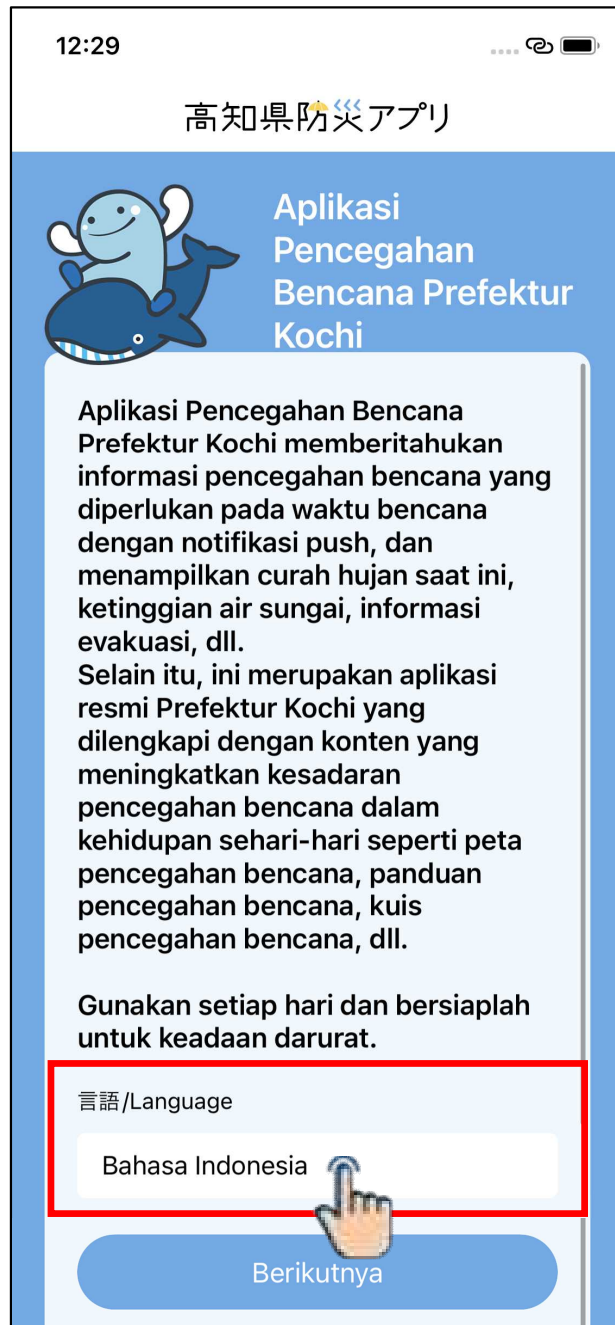 12:29
高知県防災アプリ
Aplikasi
Pencegahan
Bencana Prefektur
Kochi
Aplikasi Pencegahan Bencana
Prefektur Kochi memberitahukan
informasi pencegahan bencana yang
diperlukan pada waktu bencana
dengan notifikasi push, dan
menampilkan curah hujan saat ini,
ketinggian air sungai, informasi
evakuasi, dll.
Selain itu, ini merupakan aplikasi
resmi Prefektur Kochi yang
dilengkapi dengan konten yang
meningkatkan kesadaran
pencegahan bencana dalam
kehidupan sehari-hari seperti peta
pencegahan bencana, panduan
pencegahan bencana, kuis
pencegahan bencana, dll.
Gunakan setiap hari dan bersiaplah
untuk keadaan darurat.
言語/Language
Bahasa Indonesia
Berikutnya